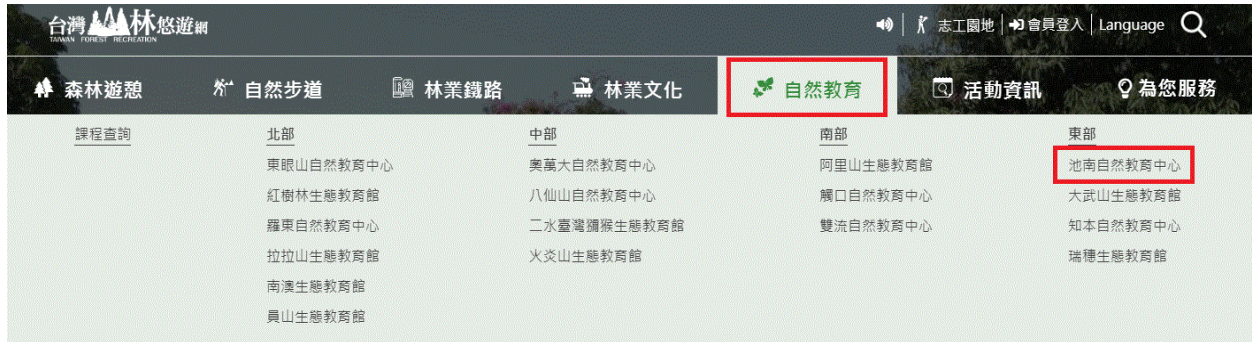 台灣山林悠遊網
TAIWAN FOREST RECREATION
志工園地 | 會員登入 | Language
森林遊憩 自然步道 林業鐵路 林業文化 自然教育 活動資訊 為您服務
課程查詢 北部 中部 南部 東部
東眼山自然教育中心 奧萬大自然教育中心 阿里山生態教育館 池南自然教育中心
紅樹林生態教育館 八仙山自然教育中心 觸口自然教育中心 大武山生態教育館
羅東自然教育中心 二水臺灣獼猴生態教育館 雙流自然教育中心 知本自然教育中心
拉拉山生態教育館 火炎山生態教育館 瑞穗生態教育館
南澳生態教育館
員山生態教育館